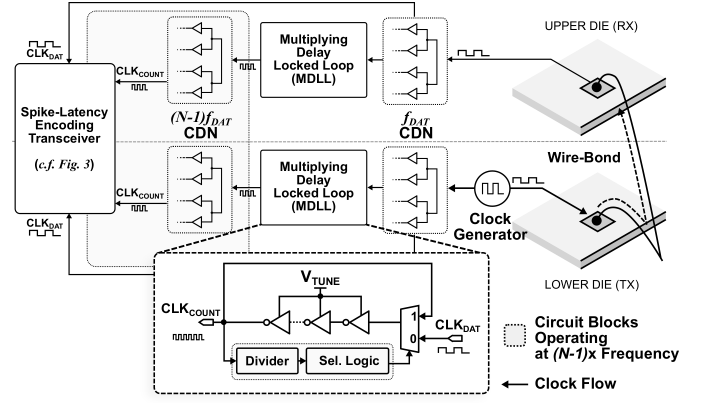 UPPER DIE (RX)
CLK_DAT
CLK_COUNT
Multiplying
Delay
Locked Loop
(MDLL)
(N-1)f_DAT
CDN
f_DAT
CDN
Spike-Latency
Encoding
Transceiver
(c.f. Fig. 3)
Wire-Bond
CLK_COUNT
Multiplying
Delay
Locked Loop
(MDLL)
Clock
Generator
CLK_DAT
LOWER DIE (TX)
V_TUNE
CLK_COUNT
1
0
CLK_DAT
Divider
Sel. Logic
Circuit Blocks
Operating
at (N-1)x Frequency
Clock Flow